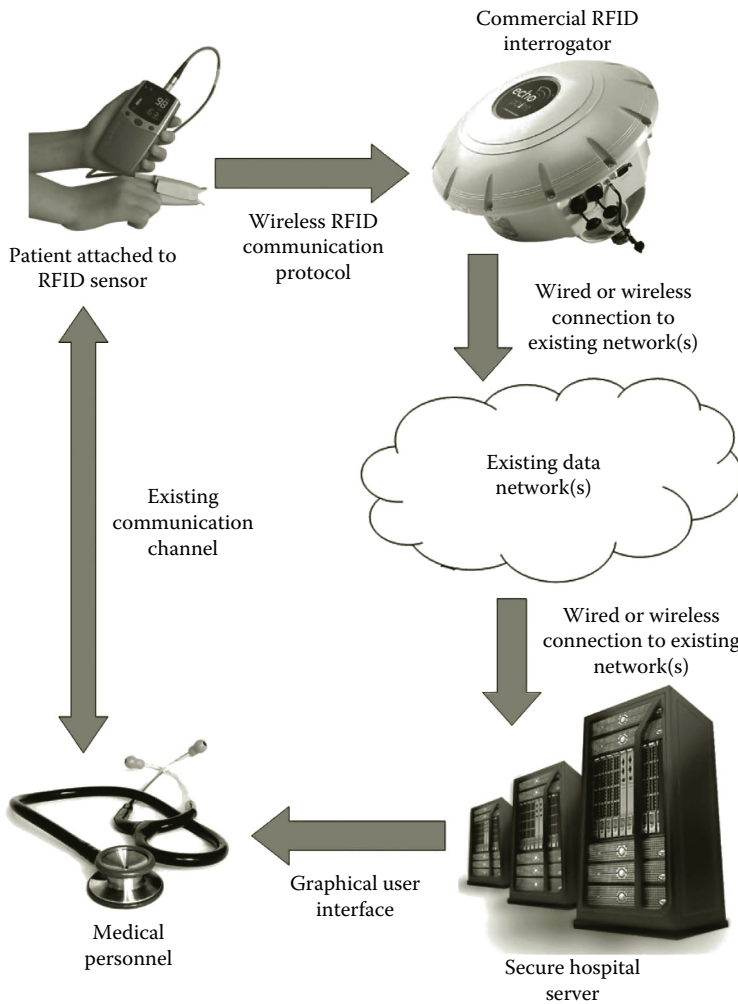 Commercial RFID
interrogator
98
echo
Wireless RFID
communication
protocol
Patient attached to
RFID sensor
Wired or wireless
connection to
existing network(s)
Existing data
network(s)
Existing
communication
channel
Wired or wireless
connection to existing
network(s)
Graphical user
interface
Medical
personnel
Secure hospital
server